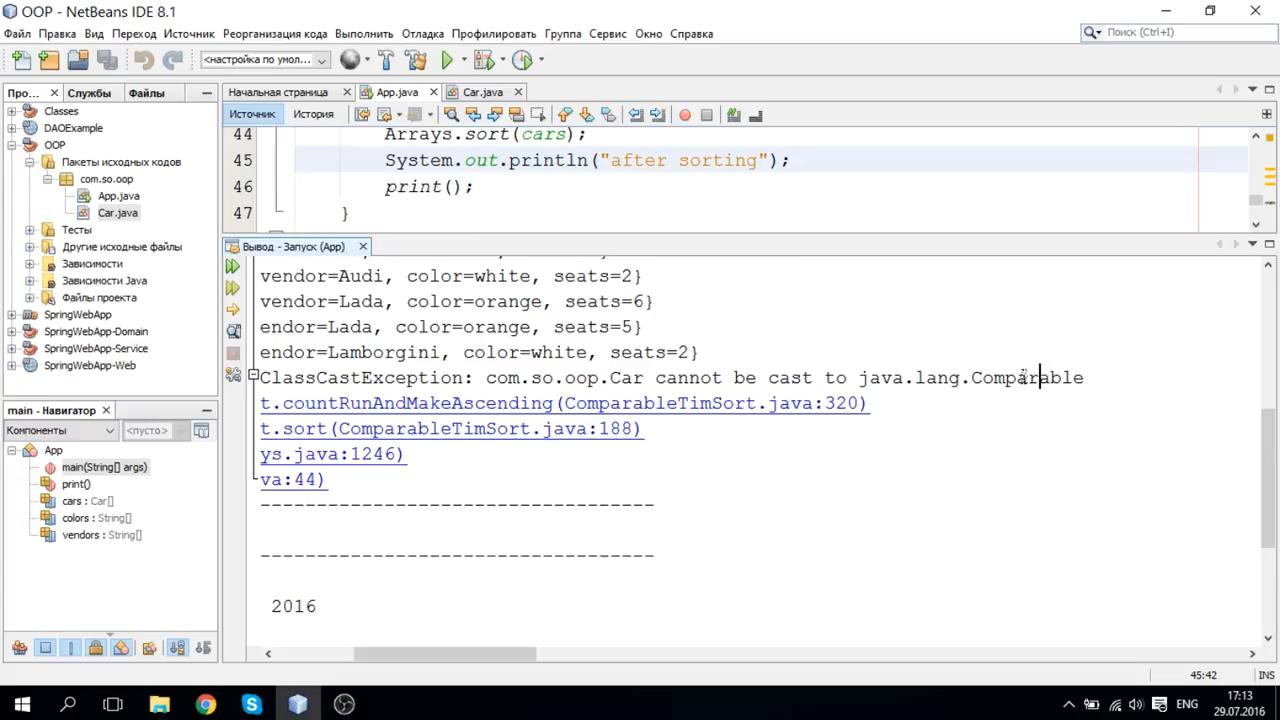 OOP - NetBeans IDE 8.1
Файл Правка Вид Переход Источник Реорганизация кода Выполнить Отладка Профилировать Группа Сервис Окно Справка
Поиск (Ctrl+I)
<настройка по умол...
Про... Службы Файлы
Начальная страница App.java Car.java
Источник История
Classes
DAOExample
OOP
Пакеты исходных кодов
com.so.oop
App.java
Car.java
Тесты
Другие исходные файлы
Зависимости
Зависимости Java
Файлы проекта
SpringWebApp
SpringWebApp-Domain
SpringWebApp-Service
SpringWebApp-Web
44 Arrays.sort(cars);
45 System.out.println("after sorting");
46 print();
47 }
Вывод - Запуск (App)
vendor=Audi, color=white, seats=2}
vendor=Lada, color=orange, seats=6}
endor=Lada, color=orange, seats=5}
endor=Lamborgini, color=white, seats=2}
ClassCastException: com.so.oop.Car cannot be cast to java.lang.Comparable
t.countRunAndMakeAscending(ComparableTimSort.java:320)
t.sort(ComparableTimSort.java:188)
ys.java:1246)
va:44)
-----------------------------------
-----------------------------------
2016
main - Навигатор
Компоненты <пусто>
App
main(String[] args)
print()
cars : Car[]
colors : String[]
vendors : String[]
45:42 INS
ENG
17:13
29.07.2016